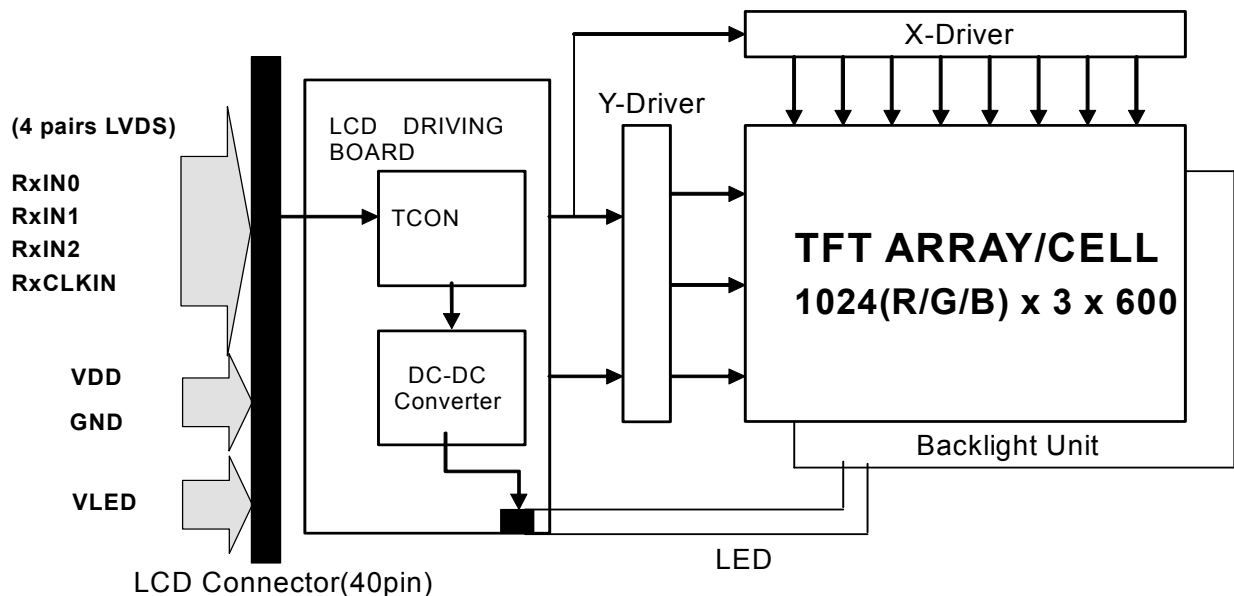 X-Driver
Y-Driver
(4 pairs LVDS)
RxIN0
RxIN1
RxIN2
RxCLKIN
VDD
GND
VLED
LCD DRIVING
BOARD
TCON
DC-DC
Converter
TFT ARRAY/CELL
1024(R/G/B) x 3 x 600
Backlight Unit
LED
LCD Connector(40pin)